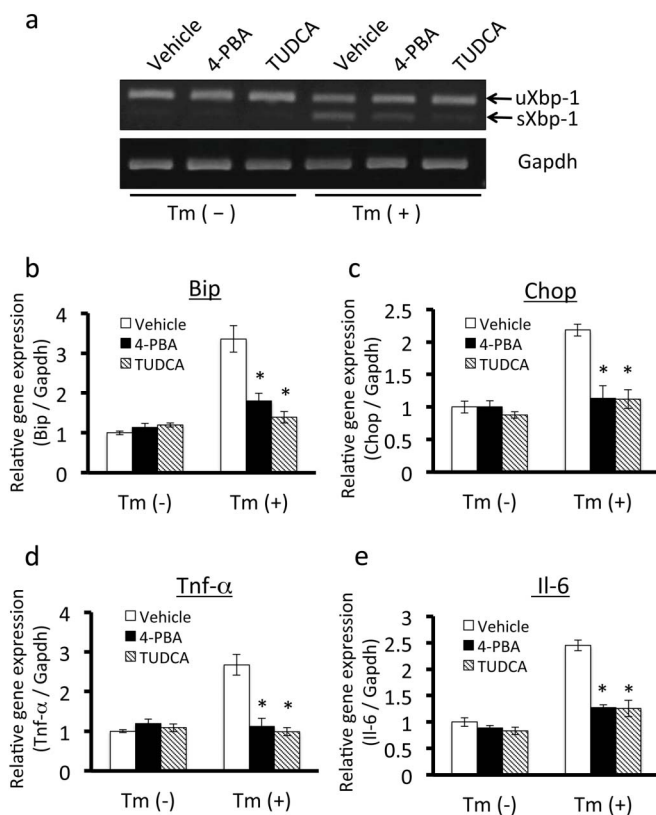 a
Vehicle
4-PBA
TUDCA
Vehicle
4-PBA
TUDCA
uXbp-1
sXbp-1
Gapdh
Tm ( − )
Tm ( + )
b
Bip
Relative gene expression
(Bip / Gapdh)
4
3
2
1
0
Vehicle
4-PBA
TUDCA
*
*
Tm (-)
Tm (+)
c
Chop
Relative gene expression
(Chop / Gapdh)
2.5
2
1.5
1
0.5
0
Vehicle
4-PBA
TUDCA
*
*
Tm (-)
Tm (+)
d
Tnf-α
Relative gene expression
(Tnf-α / Gapdh)
4
3
2
1
0
Vehicle
4-PBA
TUDCA
*
*
Tm (-)
Tm (+)
e
Il-6
Relative gene expression
(Il-6 / Gapdh)
3
2.5
2
1.5
1
0.5
0
Vehicle
4-PBA
TUDCA
*
*
Tm (-)
Tm (+)